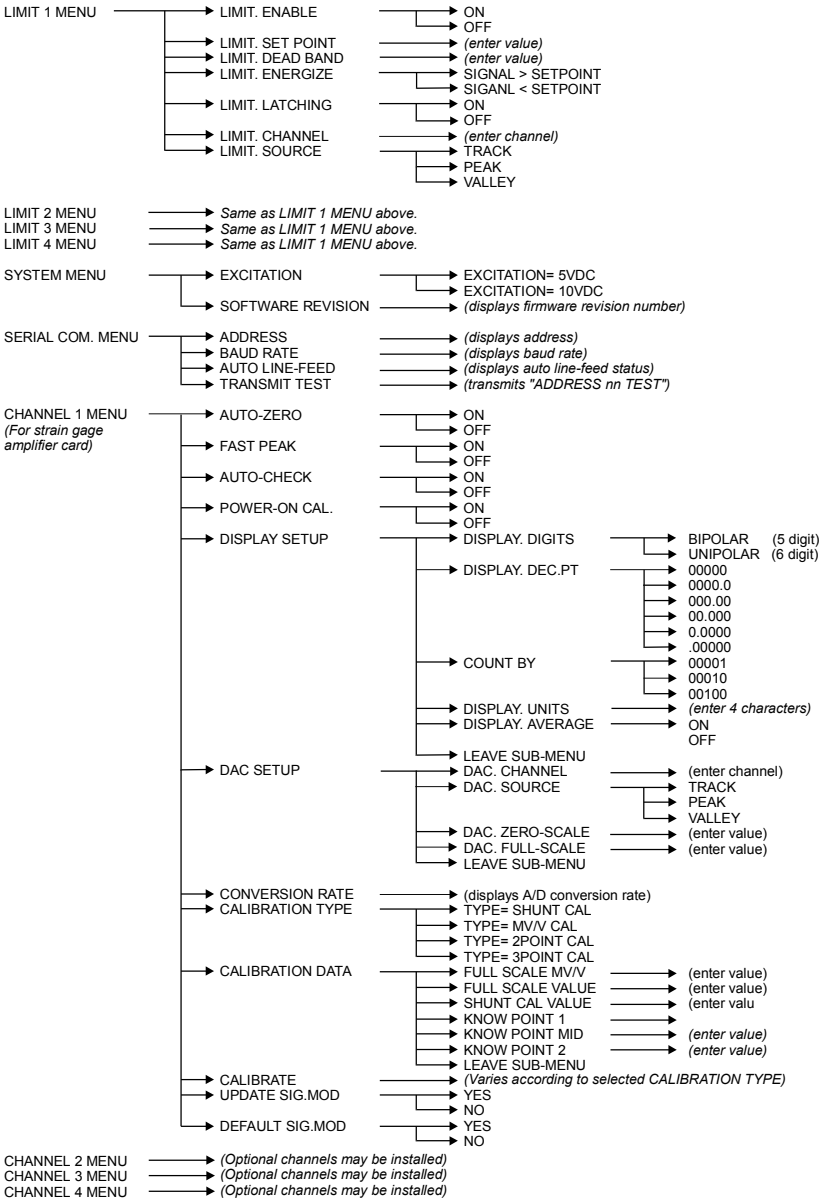 LIMIT 1 MENU LIMIT. ENABLE ON
OFF
LIMIT. SET POINT (enter value)
LIMIT. DEAD BAND (enter value)
LIMIT. ENERGIZE SIGNAL > SETPOINT
SIGANL < SETPOINT
LIMIT. LATCHING ON
OFF
LIMIT. CHANNEL (enter channel)
LIMIT. SOURCE TRACK
PEAK
VALLEY
LIMIT 2 MENU Same as LIMIT 1 MENU above.
LIMIT 3 MENU Same as LIMIT 1 MENU above.
LIMIT 4 MENU Same as LIMIT 1 MENU above.
SYSTEM MENU EXCITATION EXCITATION= 5VDC
EXCITATION= 10VDC
SOFTWARE REVISION (displays firmware revision number)
SERIAL COM. MENU ADDRESS (displays address)
BAUD RATE (displays baud rate)
AUTO LINE-FEED (displays auto line-feed status)
TRANSMIT TEST (transmits "ADDRESS nn TEST")
CHANNEL 1 MENU AUTO-ZERO ON
(For strain gage OFF
amplifier card) FAST PEAK ON
OFF
AUTO-CHECK ON
OFF
POWER-ON CAL. ON
OFF
DISPLAY SETUP DISPLAY. DIGITS BIPOLAR (5 digit)
UNIPOLAR (6 digit)
DISPLAY. DEC.PT 00000
0000.0
000.00
00.000
0.0000
.00000
COUNT BY 00001
00010
00100
DISPLAY. UNITS (enter 4 characters)
DISPLAY. AVERAGE ON
OFF
LEAVE SUB-MENU
DAC SETUP DAC. CHANNEL (enter channel)
DAC. SOURCE TRACK
PEAK
VALLEY
DAC. ZERO-SCALE (enter value)
DAC. FULL-SCALE (enter value)
LEAVE SUB-MENU
CONVERSION RATE (displays A/D conversion rate)
CALIBRATION TYPE TYPE= SHUNT CAL
TYPE= MV/V CAL
TYPE= 2POINT CAL
TYPE= 3POINT CAL
CALIBRATION DATA FULL SCALE MV/V (enter value)
FULL SCALE VALUE (enter value)
SHUNT CAL VALUE (enter valu
KNOW POINT 1
KNOW POINT MID (enter value)
KNOW POINT 2 (enter value)
LEAVE SUB-MENU
CALIBRATE (Varies according to selected CALIBRATION TYPE)
UPDATE SIG.MOD YES
NO
DEFAULT SIG.MOD YES
NO
CHANNEL 2 MENU (Optional channels may be installed)
CHANNEL 3 MENU (Optional channels may be installed)
CHANNEL 4 MENU (Optional channels may be installed)